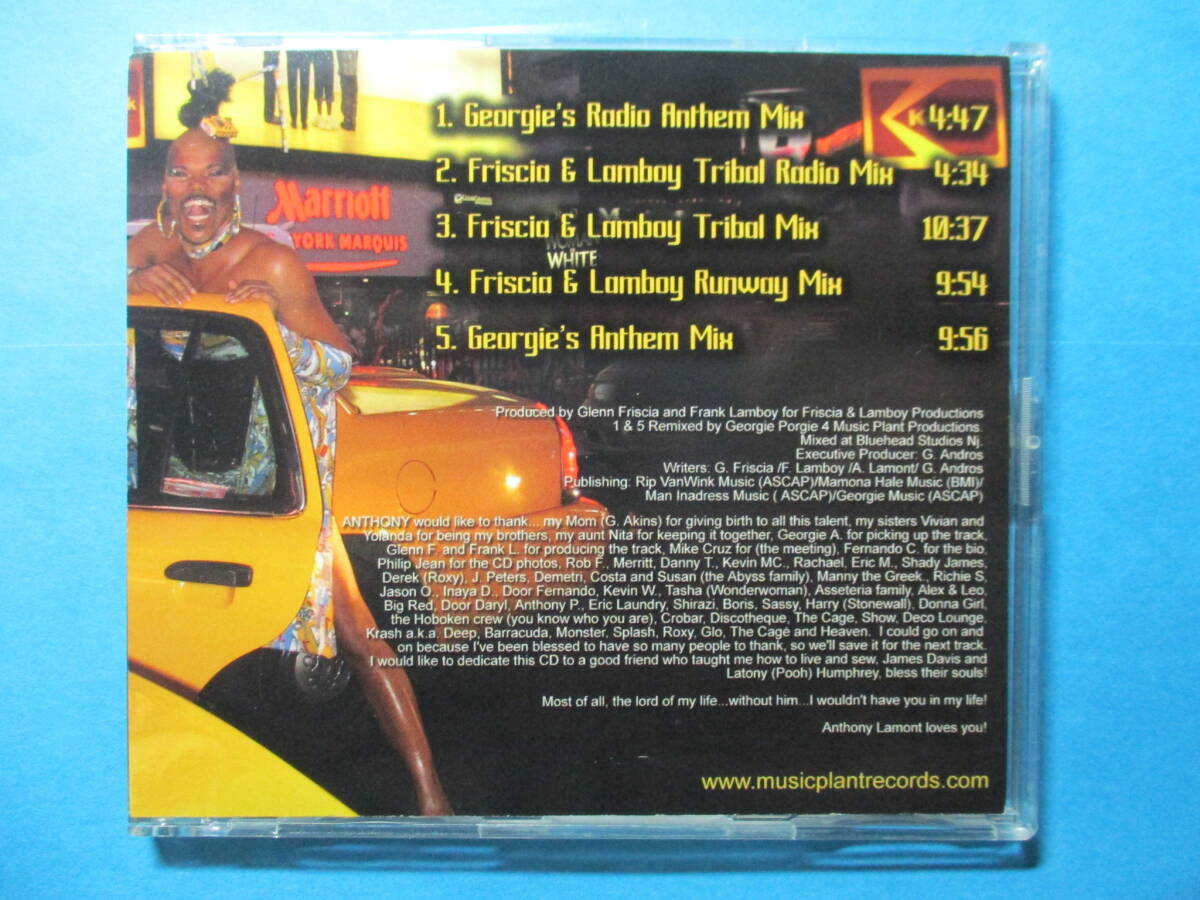 1. Georgie's Radio Anthem Mix 4:47
2. Friscia & Lamboy Tribal Radio Mix 4:34
3. Friscia & Lamboy Tribal Mix 10:37
4. Friscia & Lamboy Runway Mix 9:54
5. Georgie's Anthem Mix 9:56
K
Marriott
YORK MARQUIS
WOMAN
WHITE
Produced by Glenn Friscia and Frank Lamboy for Friscia & Lamboy Productions
1 & 5 Remixed by Georgie Porgie 4 Music Plant Productions.
Mixed at Bluehead Studios Nj.
Executive Producer: G. Andros
Writers: G. Friscia /F. Lamboy /A. Lamont/ G. Andros
Publishing: Rip VanWink Music (ASCAP)/Mamona Hale Music (BMI)/
Man Inadress Music ( ASCAP)/Georgie Music (ASCAP)
ANTHONY would like to thank... my Mom (G. Akins) for giving birth to all this talent, my sisters Vivian and
Yolanda for being my brothers, my aunt Nita for keeping it together, Georgie A. for picking up the track,
Glenn F. and Frank L. for producing the track, Mike Cruz for (the meeting), Fernando C. for the bio,
Philip Jean for the CD photos, Rob F., Merritt, Danny T., Kevin MC., Rachael, Eric M., Shady James,
Derek (Roxy), J. Peters, Demetri, Costa and Susan (the Abyss family), Manny the Greek., Richie S,
Jason O., Inaya D., Door Fernando, Kevin W., Tasha (Wonderwoman), Asseteria family, Alex & Leo,
Big Red, Door Daryl, Anthony P., Eric Laundry, Shirazi, Boris, Sassy, Harry (Stonewall), Donna Girl,
the Hoboken crew (you know who you are), Crobar, Discotheque, The Cage, Show, Deco Lounge,
Krash a.k.a. Deep, Barracuda, Monster, Splash, Roxy, Glo, The Cage and Heaven. I could go on and
on because I've been blessed to have so many people to thank, so we'll save it for the next track.
I would like to dedicate this CD to a good friend who taught me how to live and sew, James Davis and
Latony (Pooh) Humphrey, bless their souls!
Most of all, the lord of my life...without him...I wouldn't have you in my life!
Anthony Lamont loves you!
www.musicplantrecords.com